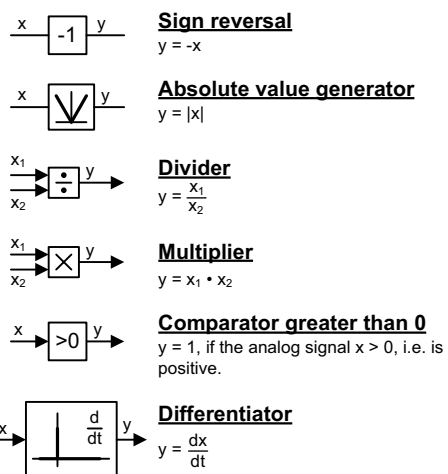 x -1 y
Sign reversal
y = -x
x y
Absolute value generator
y = |x|
x₁
x₂ ÷ y
Divider
y = x₁/x₂
x₁
x₂ × y
Multiplier
y = x₁ • x₂
x >0 y
Comparator greater than 0
y = 1, if the analog signal x > 0, i.e. is
positive.
x d/dt y
Differentiator
y = dx/dt